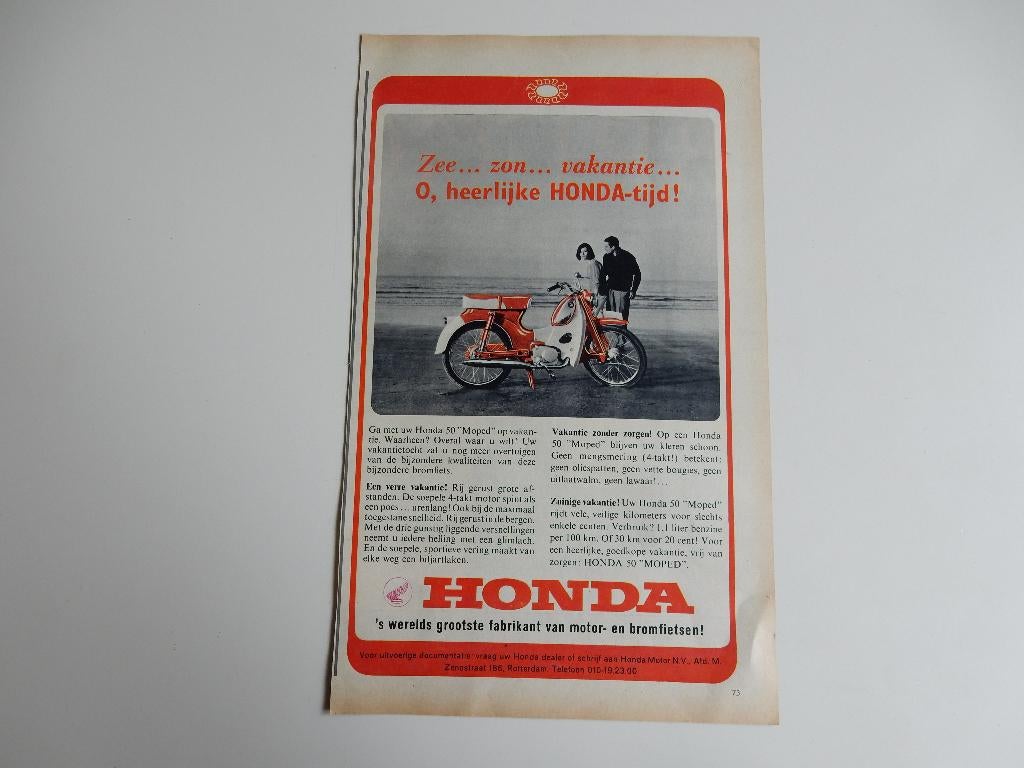 Zee... zon... vakantie...
O, heerlijke HONDA-tijd!
Ga met uw Honda 50 "Moped" op vakan-
tie. Waarheen? Overal waar u wilt! Uw
vakantietocht zal u nog meer overtuigen
van de bijzondere kwaliteiten van deze
bijzondere bromfiets.
Een verre vakantie! Rij gerust grote af-
standen. De soepele 4-takt motor spint als
een poes... urenlang! Ook bij de maximaal
toegestane snelheid. Rij gerust in de bergen.
Met de drie gunstig liggende versnellingen
neemt u iedere helling met een glimlach.
En de soepele, sportieve vering maakt van
elke weg een biljartlaken.
Vakantie zonder zorgen! Op een Honda
50 "Moped" blijven uw kleren schoon.
Geen mengsmering (4-takt!) betekent:
geen oliespatten, geen vette bougies, geen
uitlaatwalm, geen lawaai!...
Zuinige vakantie! Uw Honda 50 "Moped"
rijdt vele, veilige kilometers voor slechts
enkele centen. Verbruik? 1,1 liter benzine
per 100 km. Of 30 km voor 20 cent! Voor
een heerlijke, goedkope vakantie, vrij van
zorgen: HONDA 50 "MOPED".
HONDA
's werelds grootste fabrikant van motor- en bromfietsen!
Voor uitvoerige documentatie: vraag uw Honda dealer of schrijf aan Honda Motor N.V., Afd. M.
Zenostraat 186, Rotterdam. Telefoon 010-19.23.00
73